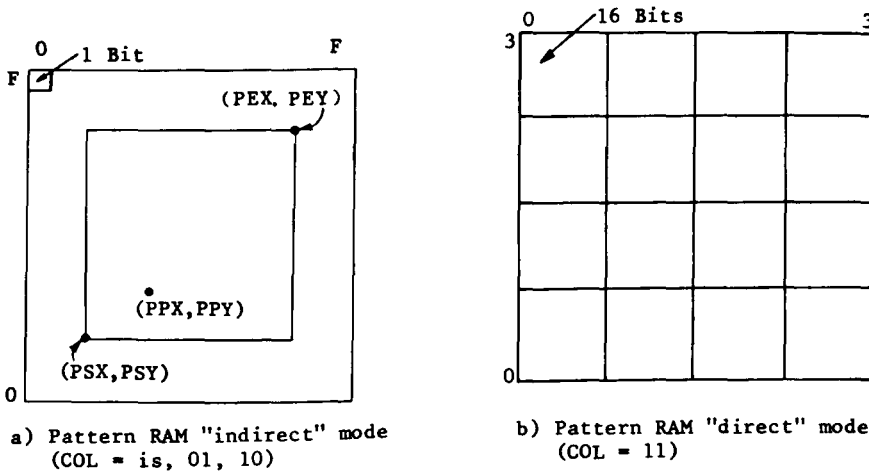 0 F
F 1 Bit
(PEX, PEY)
(PPX,PPY)
(PSX,PSY)
0
a) Pattern RAM "indirect" mode
(COL = is, 01, 10)
0 16 Bits 3
3
0
b) Pattern RAM "direct" mode
(COL = 11)